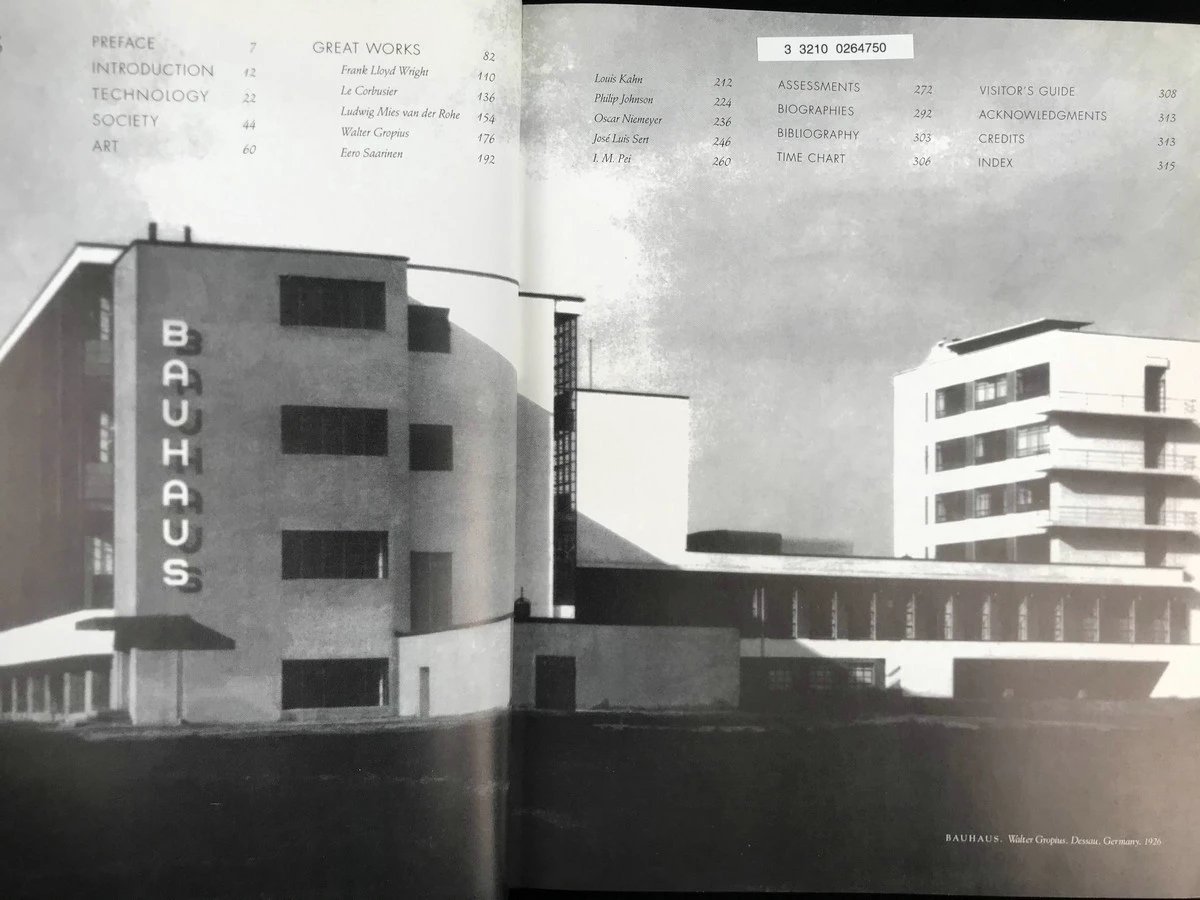 PREFACE 7
INTRODUCTION 12
TECHNOLOGY 22
SOCIETY 44
ART 60
GREAT WORKS 82
Frank Lloyd Wright 110
Le Corbusier 136
Ludwig Mies van der Rohe 154
Walter Gropius 176
Eero Saarinen 192
3 3210 0264750
Louis Kahn 212
Philip Johnson 224
Oscar Niemeyer 236
José Luis Sert 246
I. M. Pei 260
ASSESSMENTS 272
BIOGRAPHIES 292
BIBLIOGRAPHY 303
TIME CHART 306
VISITOR'S GUIDE 308
ACKNOWLEDGMENTS 313
CREDITS 313
INDEX 315
BAUHAUS
BAUHAUS. Walter Gropius. Dessau, Germany. 1926